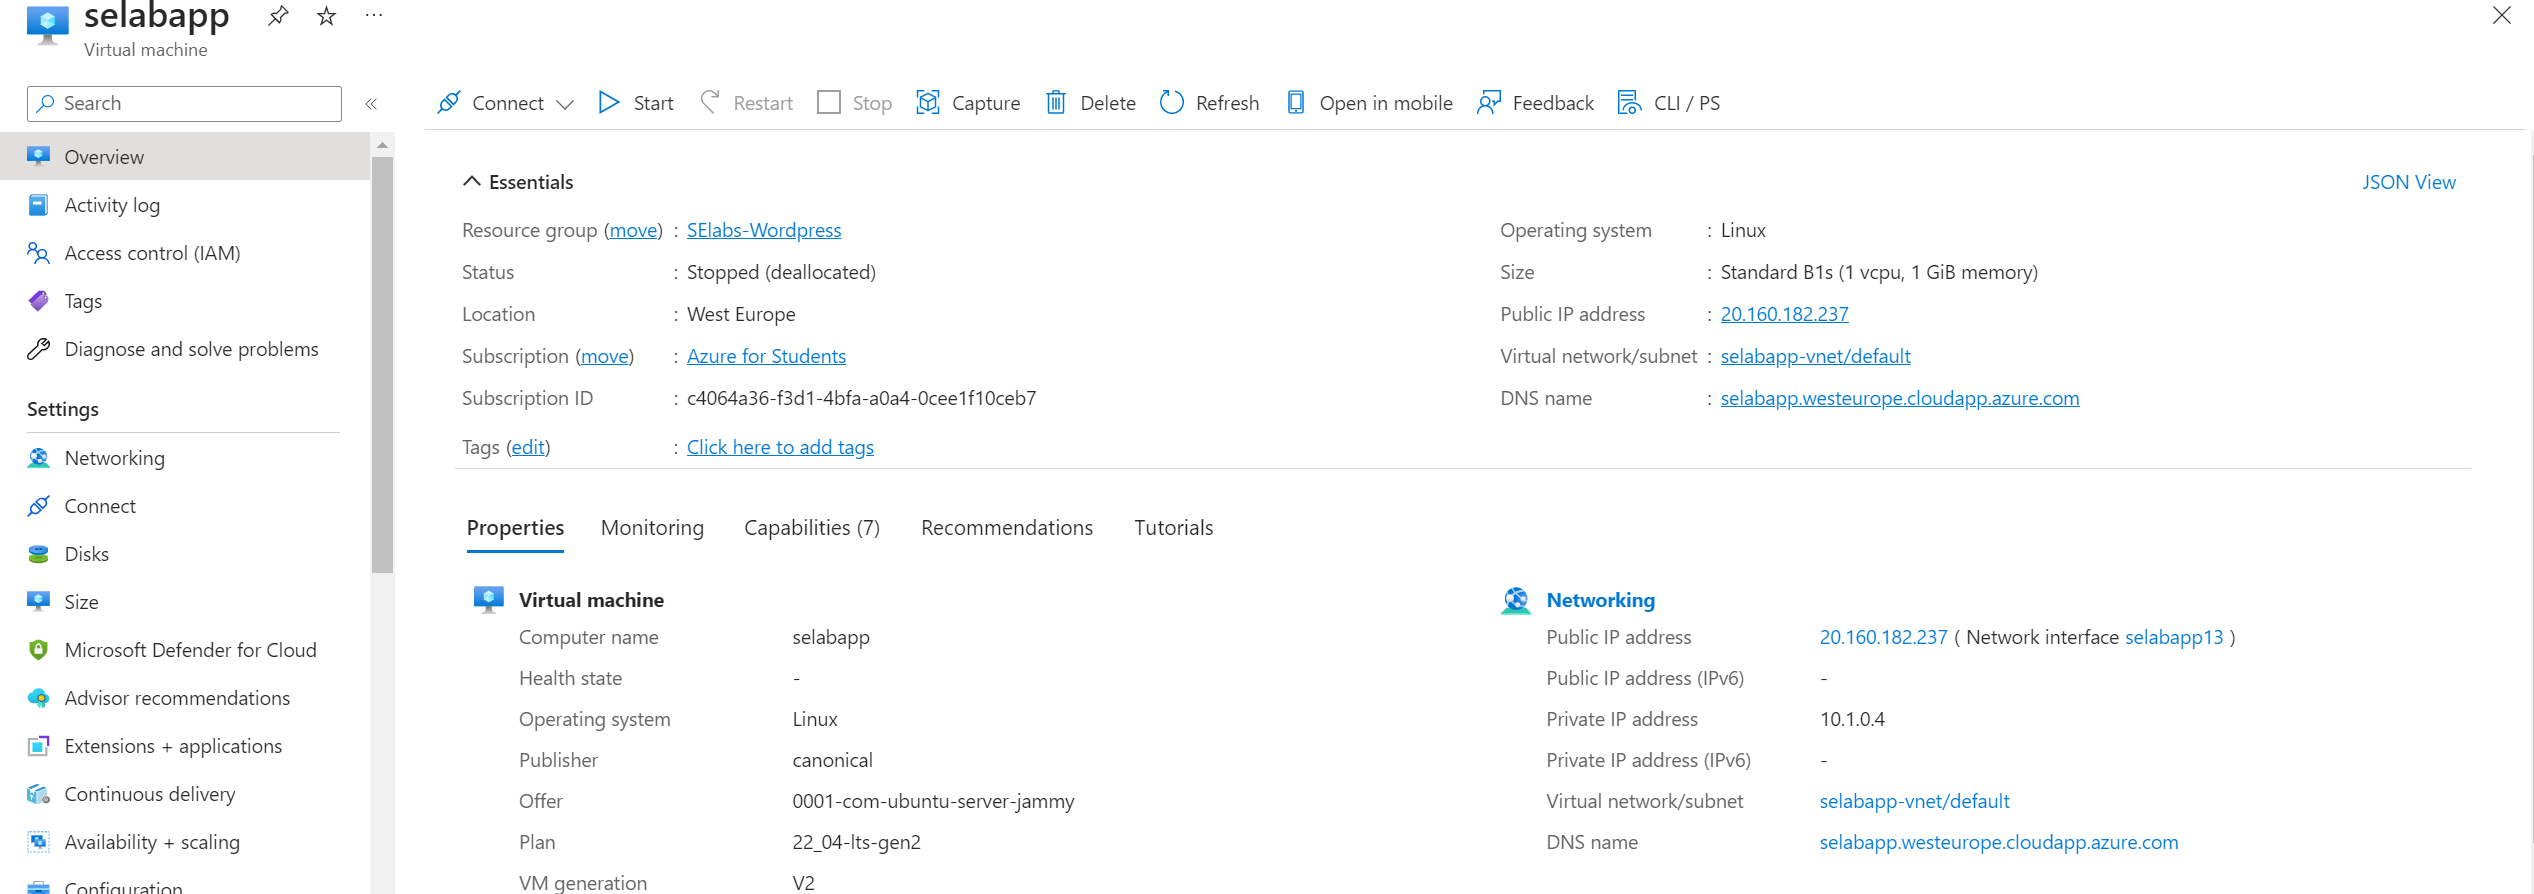 selabapp
Virtual machine
Search
«
Connect Start Restart Stop Capture Delete Refresh Open in mobile Feedback CLI / PS
Overview
Activity log
Access control (IAM)
Tags
Diagnose and solve problems
Settings
Networking
Connect
Disks
Size
Microsoft Defender for Cloud
Advisor recommendations
Extensions + applications
Continuous delivery
Availability + scaling
Configuration
Essentials
JSON View
Resource group (move) : SElabs-Wordpress
Status : Stopped (deallocated)
Location : West Europe
Subscription (move) : Azure for Students
Subscription ID : c4064a36-f3d1-4bfa-a0a4-0cee1f10ceb7
Tags (edit) : Click here to add tags
Operating system : Linux
Size : Standard B1s (1 vcpu, 1 GiB memory)
Public IP address : 20.160.182.237
Virtual network/subnet : selabapp-vnet/default
DNS name : selabapp.westeurope.cloudapp.azure.com
Properties Monitoring Capabilities (7) Recommendations Tutorials
Virtual machine
Computer name selabapp
Health state -
Operating system Linux
Publisher canonical
Offer 0001-com-ubuntu-server-jammy
Plan 22_04-lts-gen2
VM generation V2
Networking
Public IP address 20.160.182.237 ( Network interface selabapp13 )
Public IP address (IPv6) -
Private IP address 10.1.0.4
Private IP address (IPv6) -
Virtual network/subnet selabapp-vnet/default
DNS name selabapp.westeurope.cloudapp.azure.com